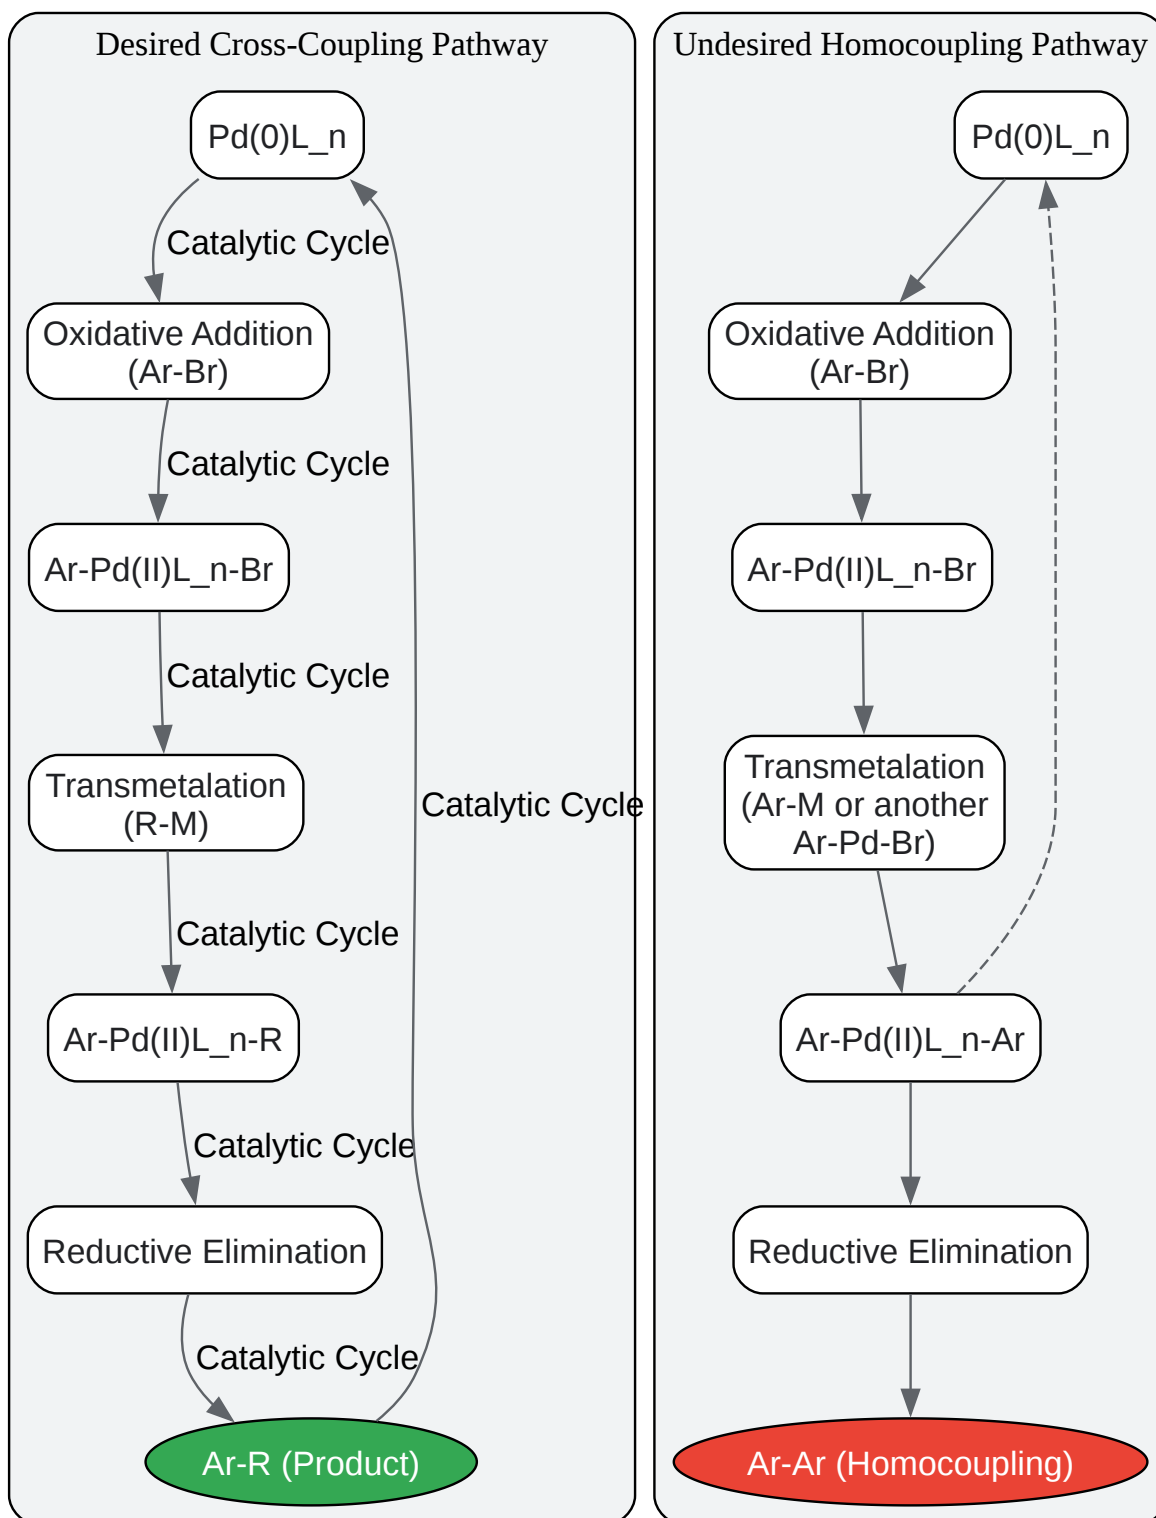 Desired Cross-Coupling Pathway
Pd(0)L_n
Catalytic Cycle
Oxidative Addition
(Ar-Br)
Catalytic Cycle
Ar-Pd(II)L_n-Br
Catalytic Cycle
Transmetalation
(R-M)
Catalytic Cycle
Catalytic Cycle
Ar-Pd(II)L_n-R
Catalytic Cycle
Reductive Elimination
Catalytic Cycle
Ar-R (Product)
Undesired Homocoupling Pathway
Pd(0)L_n
Oxidative Addition
(Ar-Br)
Ar-Pd(II)L_n-Br
Transmetalation
(Ar-M or another
Ar-Pd-Br)
Ar-Pd(II)L_n-Ar
Reductive Elimination
Ar-Ar (Homocoupling)